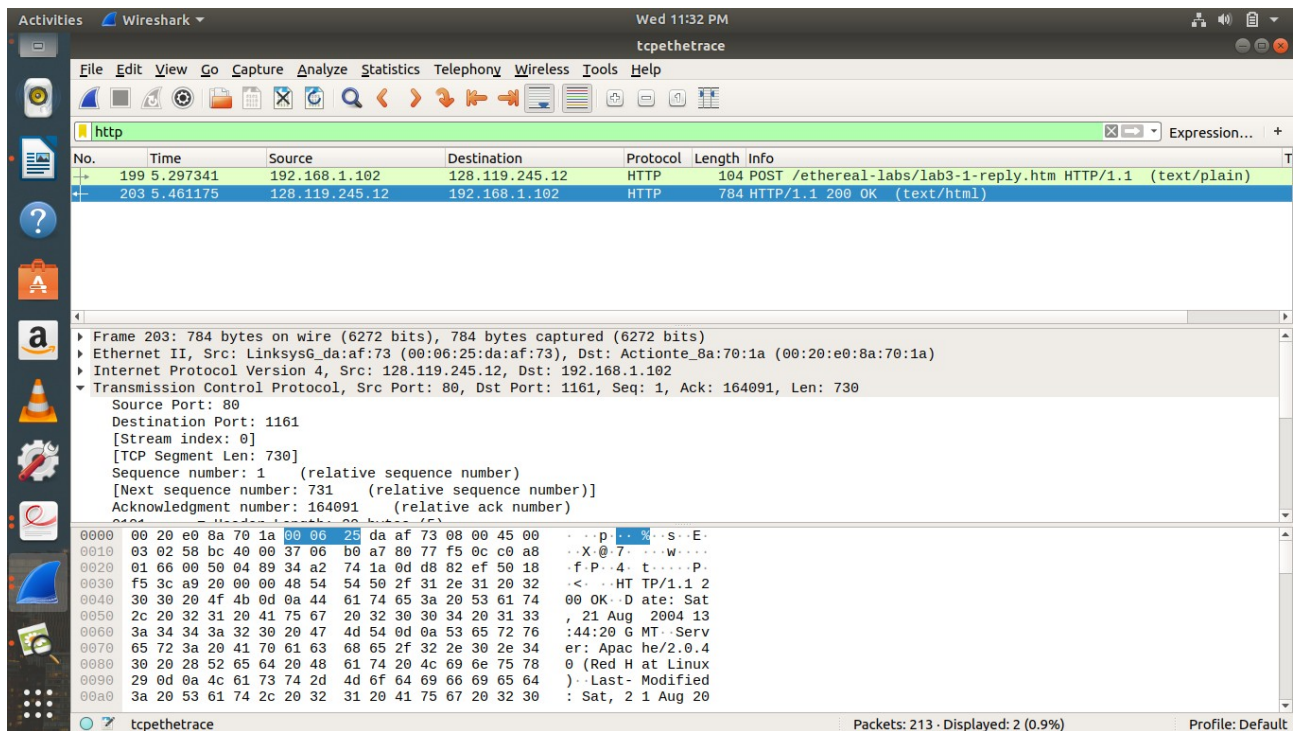 Activities Wireshark Wed 11:32 PM
tcpethetrace
File Edit View Go Capture Analyze Statistics Telephony Wireless Tools Help
http Expression... +
No. Time Source Destination Protocol Length Info T
199 5.297341 192.168.1.102 128.119.245.12 HTTP 104 POST /ethereal-labs/lab3-1-reply.htm HTTP/1.1 (text/plain)
203 5.461175 128.119.245.12 192.168.1.102 HTTP 784 HTTP/1.1 200 OK (text/html)
Frame 203: 784 bytes on wire (6272 bits), 784 bytes captured (6272 bits)
Ethernet II, Src: LinksysG_da:af:73 (00:06:25:da:af:73), Dst: Actionte_8a:70:1a (00:20:e0:8a:70:1a)
Internet Protocol Version 4, Src: 128.119.245.12, Dst: 192.168.1.102
Transmission Control Protocol, Src Port: 80, Dst Port: 1161, Seq: 1, Ack: 164091, Len: 730
Source Port: 80
Destination Port: 1161
[Stream index: 0]
[TCP Segment Len: 730]
Sequence number: 1 (relative sequence number)
[Next sequence number: 731 (relative sequence number)]
Acknowledgment number: 164091 (relative ack number)
0000 00 20 e0 8a 70 1a 00 06 25 da af 73 08 00 45 00 · ··p··· %··s··E·
0010 03 02 58 bc 40 00 37 06 b0 a7 80 77 f5 0c c0 a8 ··X·@·7· ···w····
0020 01 66 00 50 04 89 34 a2 74 1a 0d d8 82 ef 50 18 ·f·P··4· t·····P·
0030 f5 3c a9 20 00 00 48 54 54 50 2f 31 2e 31 20 32 ·<· ··HT TP/1.1 2
0040 30 30 20 4f 4b 0d 0a 44 61 74 65 3a 20 53 61 74 00 OK··D ate: Sat
0050 2c 20 32 31 20 41 75 67 20 32 30 30 34 20 31 33 , 21 Aug 2004 13
0060 3a 34 34 3a 32 30 20 47 4d 54 0d 0a 53 65 72 76 :44:20 G MT··Serv
0070 65 72 3a 20 41 70 61 63 68 65 2f 32 2e 30 2e 34 er: Apac he/2.0.4
0080 30 20 28 52 65 64 20 48 61 74 20 4c 69 6e 75 78 0 (Red H at Linux
0090 29 0d 0a 4c 61 73 74 2d 4d 6f 64 69 66 69 65 64 )··Last- Modified
00a0 3a 20 53 61 74 2c 20 32 31 20 41 75 67 20 32 30 : Sat, 2 1 Aug 20
tcpethetrace Packets: 213 · Displayed: 2 (0.9%) Profile: Default